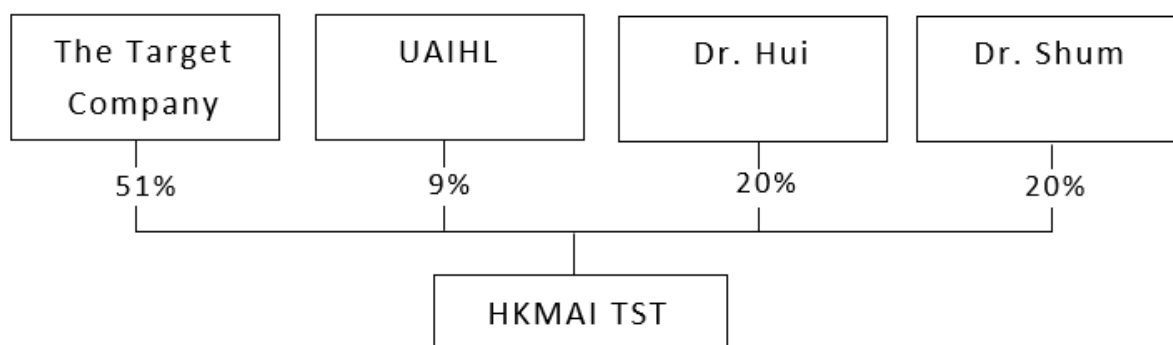 The Target
Company
UAIHL
Dr. Hui
Dr. Shum
51%
9%
20%
20%
HKMAI TST